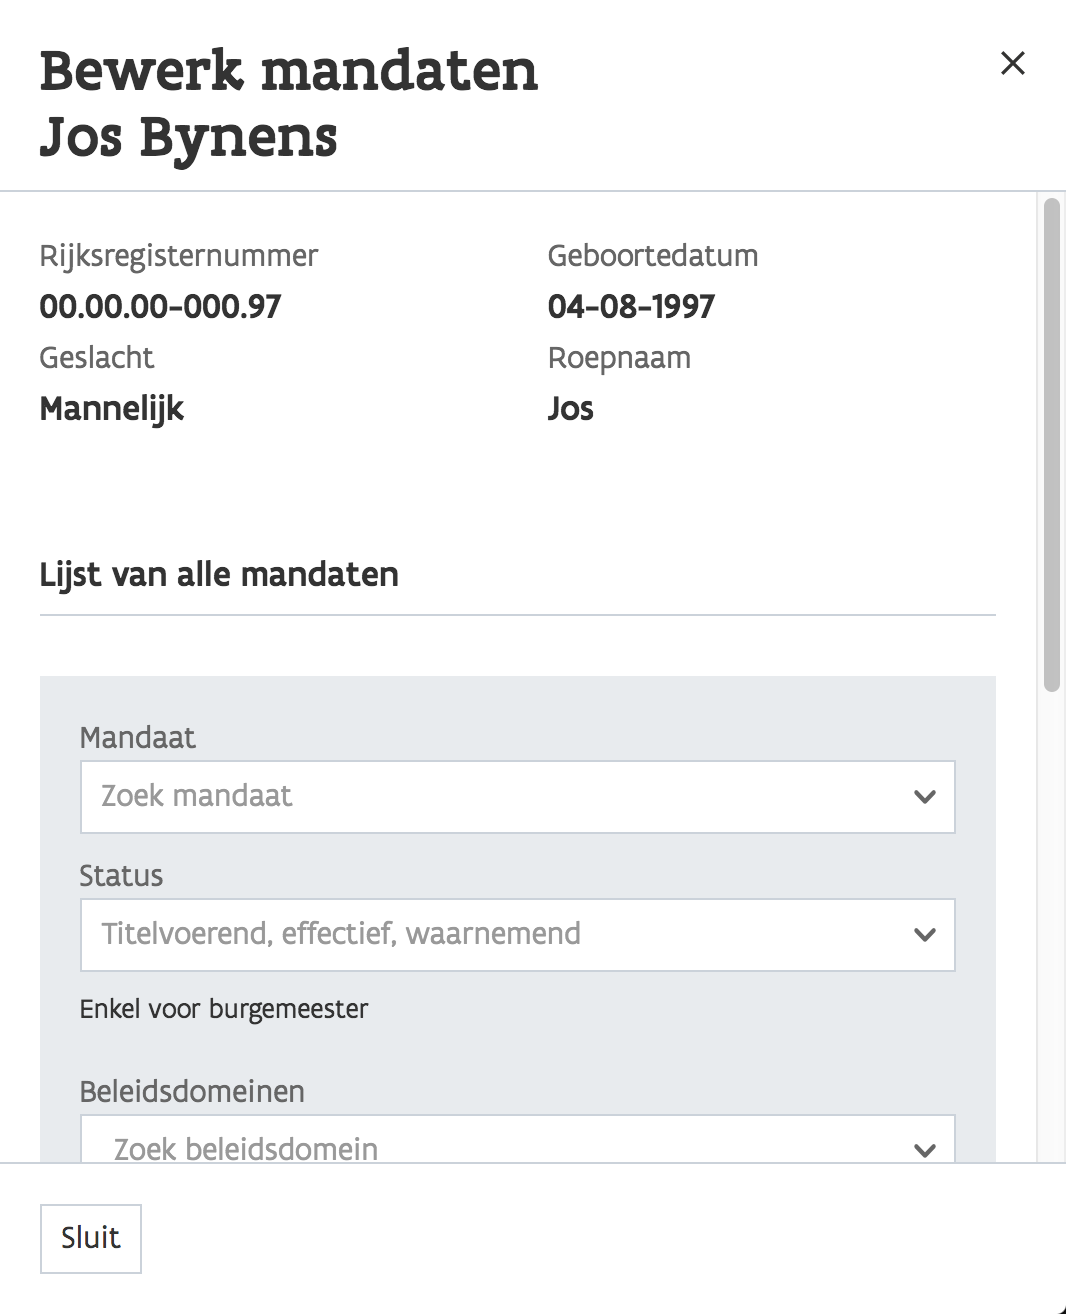 Bewerk mandaten
Jos Bynens
Rijksregisternummer
00.00.00-000.97
Geboortedatum
04-08-1997
Geslacht
Mannelijk
Roepnaam
Jos
Lijst van alle mandaten
Mandaat
Zoek mandaat
Status
Titelvoerend, effectief, waarnemend
Enkel voor burgemeester
Beleidsdomeinen
Zoek beleidsdomein
Sluit